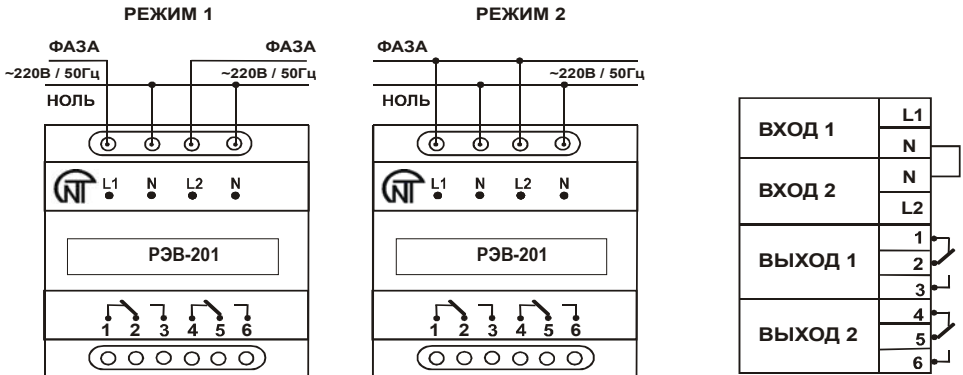 РЕЖИМ 1
ФАЗА ФАЗА
~220В / 50Гц ~220В / 50Гц
НОЛЬ
NT L1 N L2 N
РЭВ-201
1 2 3 4 5 6
РЕЖИМ 2
ФАЗА
~220В / 50Гц
НОЛЬ
NT L1 N L2 N
РЭВ-201
1 2 3 4 5 6
ВХОД 1 L1
N
ВХОД 2 N
L2
ВЫХОД 1 1
2
3
ВЫХОД 2 4
5
6